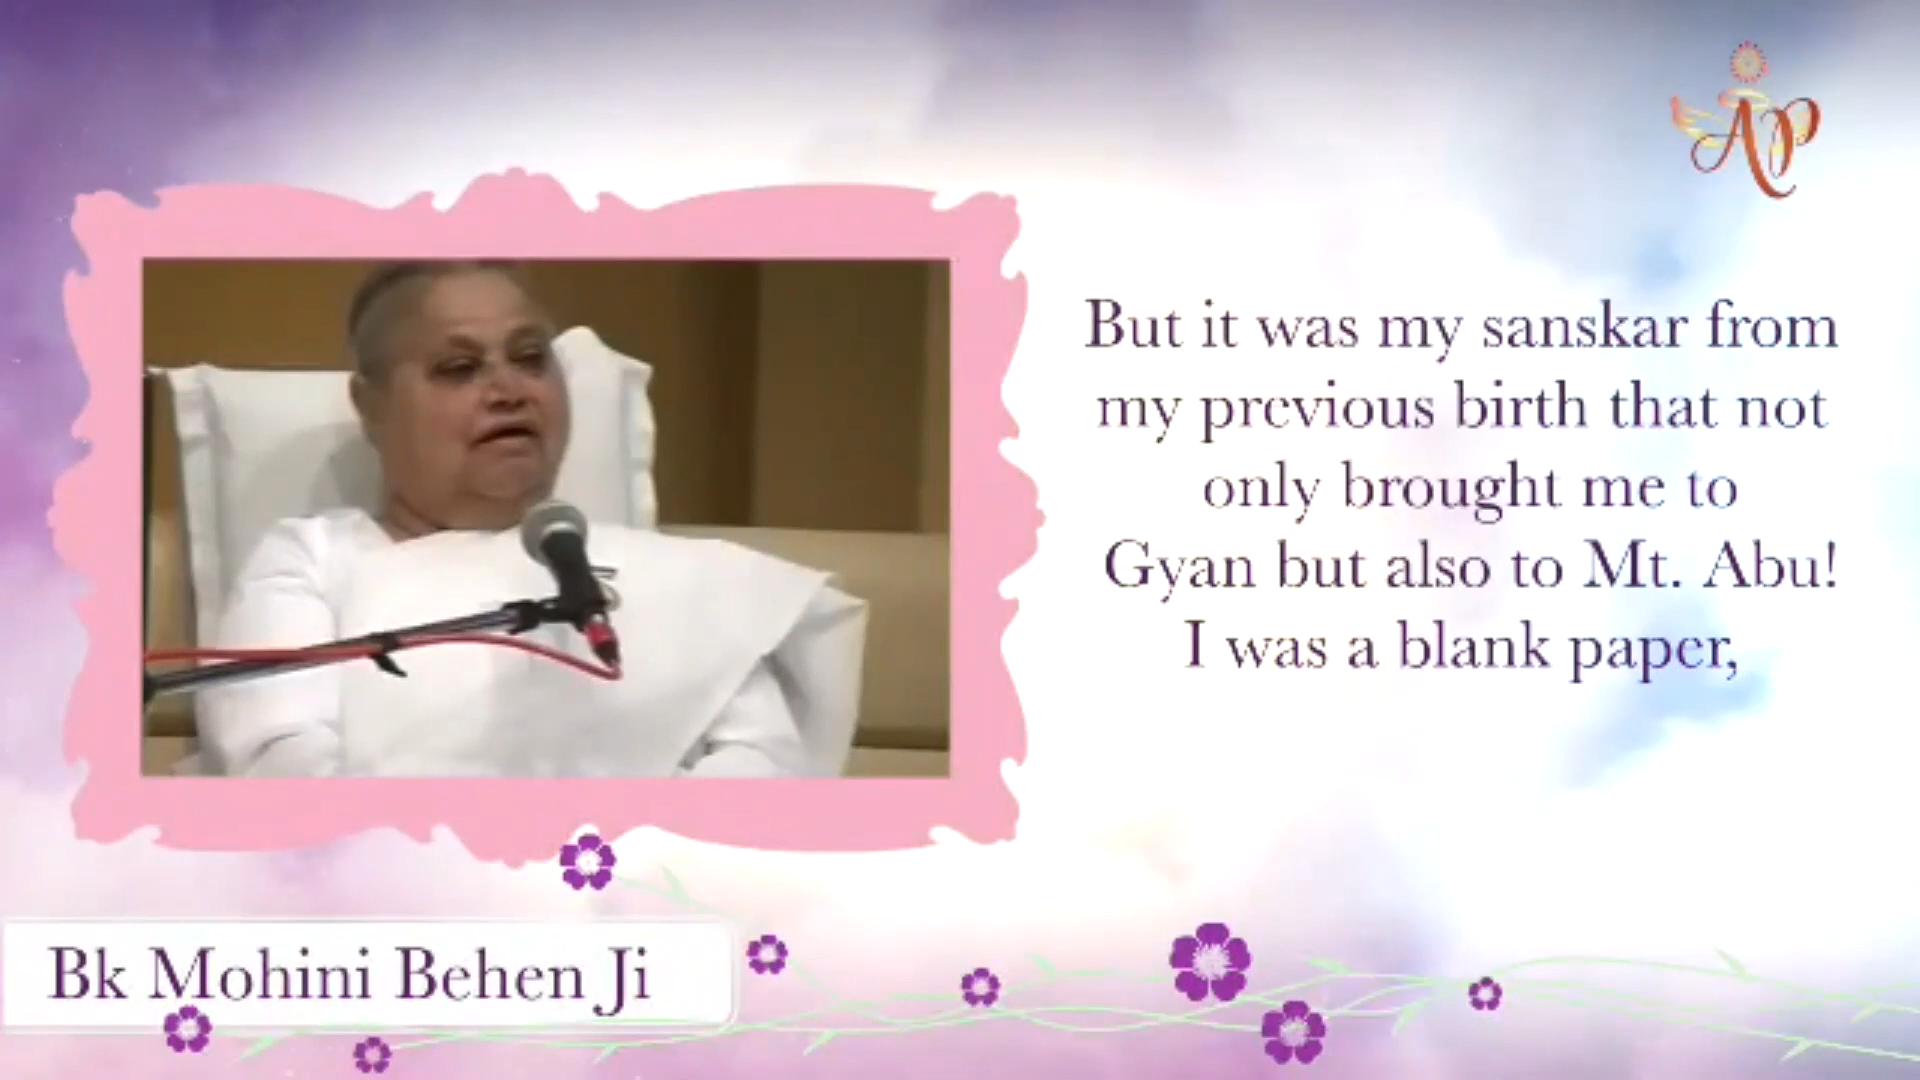 AP
But it was my sanskar from
my previous birth that not
only brought me to
Gyan but also to Mt. Abu!
I was a blank paper,
Bk Mohini Behen Ji